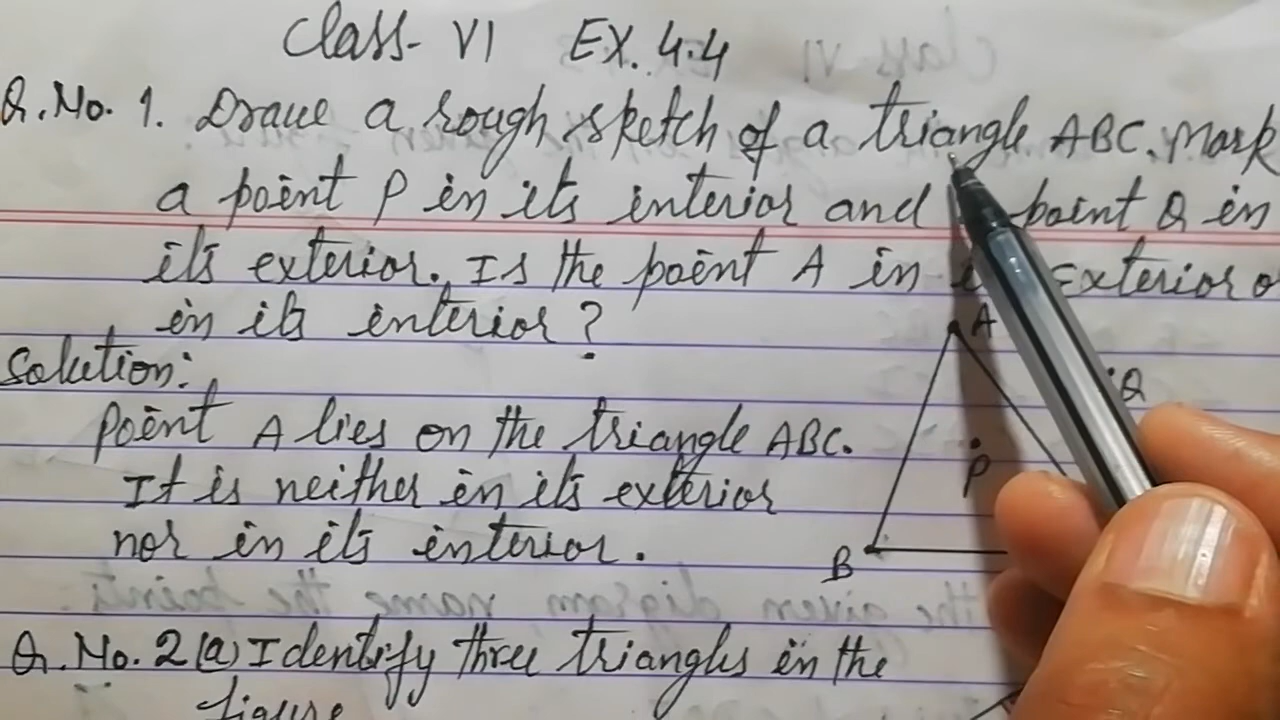 Class- VI EX. 4.4
Q. No. 1. Draw a rough sketch of a triangle ABC. Mark
a point P in its interior and point Q in
its exterior. Is the point A in exterior
in its interior?
Solution:
Point A lies on the triangle ABC.
It is neither in its exterior
nor in its interior.
A
Q
P
B
Q. No. 2 (a) Identify three triangles in the
figure